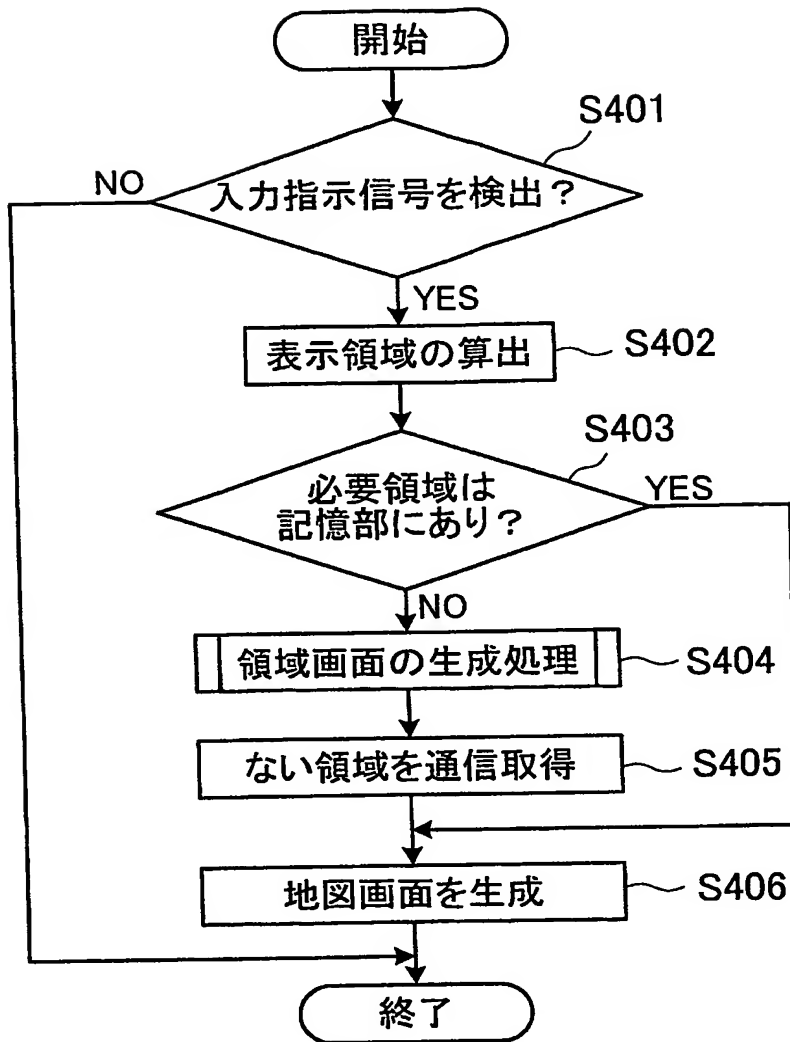 開始
S401
NO
入力指示信号を検出？
YES
表示領域の算出
S402
S403
必要領域は
記憶部にあり？
YES
NO
領域画面の生成処理
S404
ない領域を通信取得
S405
地図画面を生成
S406
終了